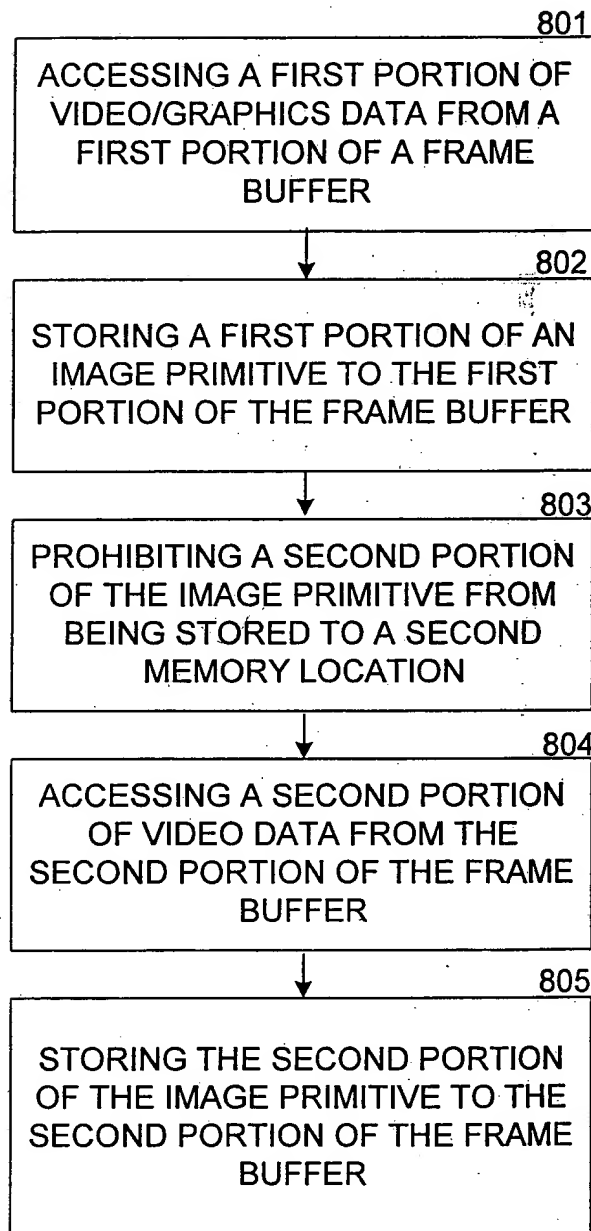 801
ACCESSING A FIRST PORTION OF
VIDEO/GRAPHICS DATA FROM A
FIRST PORTION OF A FRAME
BUFFER
802
STORING A FIRST PORTION OF AN
IMAGE PRIMITIVE TO THE FIRST
PORTION OF THE FRAME BUFFER
803
PROHIBITING A SECOND PORTION
OF THE IMAGE PRIMITIVE FROM
BEING STORED TO A SECOND
MEMORY LOCATION
804
ACCESSING A SECOND PORTION
OF VIDEO DATA FROM THE
SECOND PORTION OF THE FRAME
BUFFER
805
STORING THE SECOND PORTION
OF THE IMAGE PRIMITIVE TO THE
SECOND PORTION OF THE FRAME
BUFFER